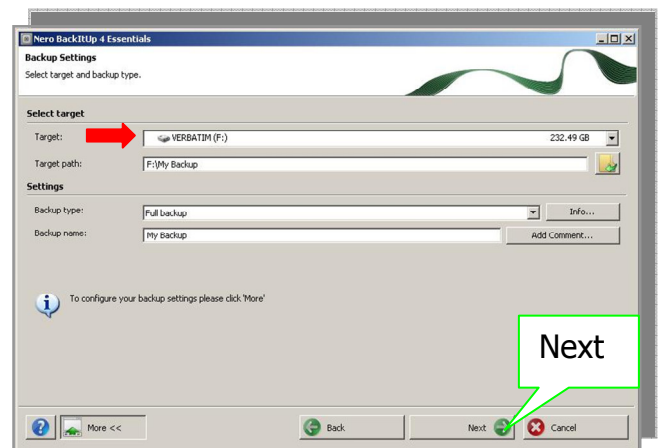 Nero BackItUp 4 Essentials
Backup Settings
Select target and backup type.
Select target
Target: VERBATIM (F:) 232.49 GB
Target path: F:\My Backup
Settings
Backup type: Full backup Info...
Backup name: My Backup Add Comment...
To configure your backup settings please click 'More'
Next
More << Back Next Cancel